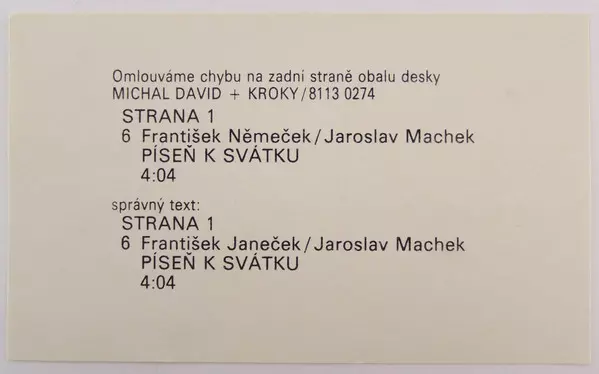 Omlouváme chybu na zadní straně obalu desky
MICHAL DAVID + KROKY/8113 0274
STRANA 1
6 František Němeček/Jaroslav Machek
PÍSEŇ K SVÁTKU
4:04
správný text:
STRANA 1
6 František Janeček/Jaroslav Machek
PÍSEŇ K SVÁTKU
4:04